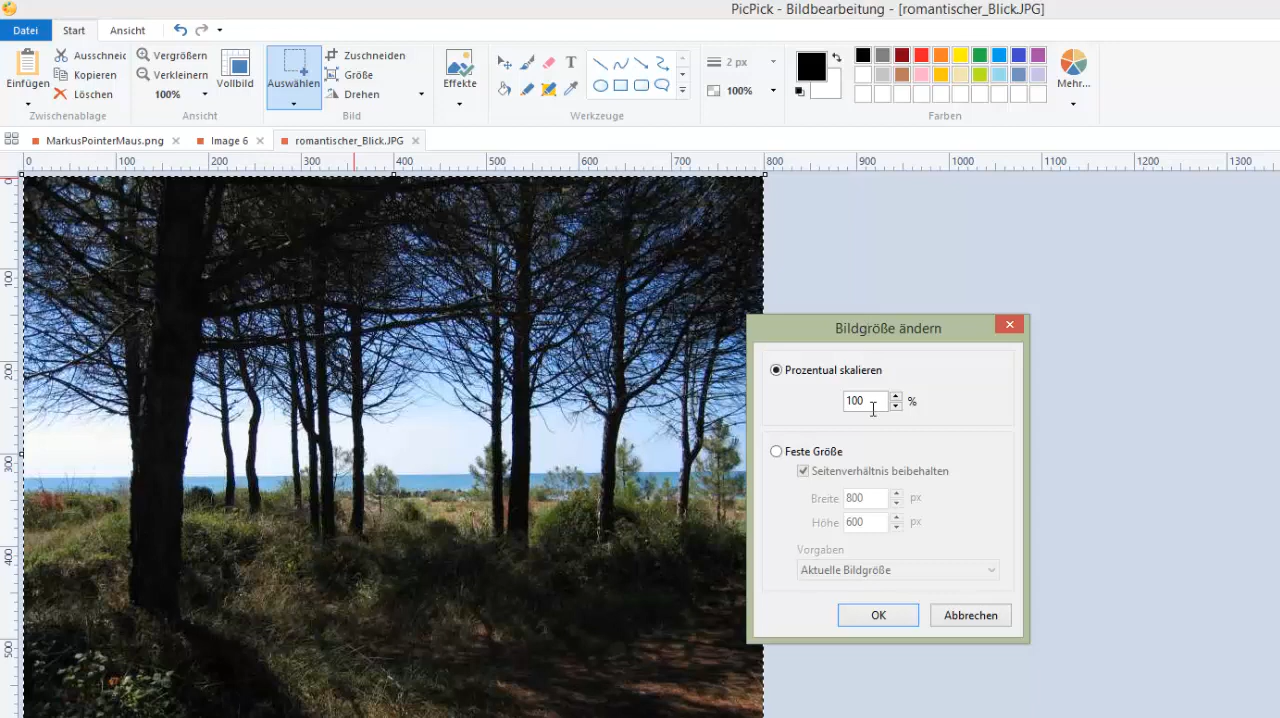 PicPick - Bildbearbeitung - [romantischer_Blick.JPG]
Datei Start Ansicht
Einfügen
Ausschneic
Kopieren
Löschen
Zwischenablage
Vergrößern
Verkleinern
100%
Vollbild
Ansicht
Auswählen
Zuschneiden
Größe
Drehen
Bild
Effekte
Werkzeuge
2 px
100%
Farben
Mehr...
MarkusPointerMaus.png Image 6 romantischer_Blick.JPG
0 100 200 300 400 500 600 700 800 900 1000 1100 1200 1300
0
100
200
300
400
500
Bildgröße ändern
Prozentual skalieren
100 %
Feste Größe
Seitenverhältnis beibehalten
Breite 800 px
Höhe 600 px
Vorgaben
Aktuelle Bildgröße
OK Abbrechen